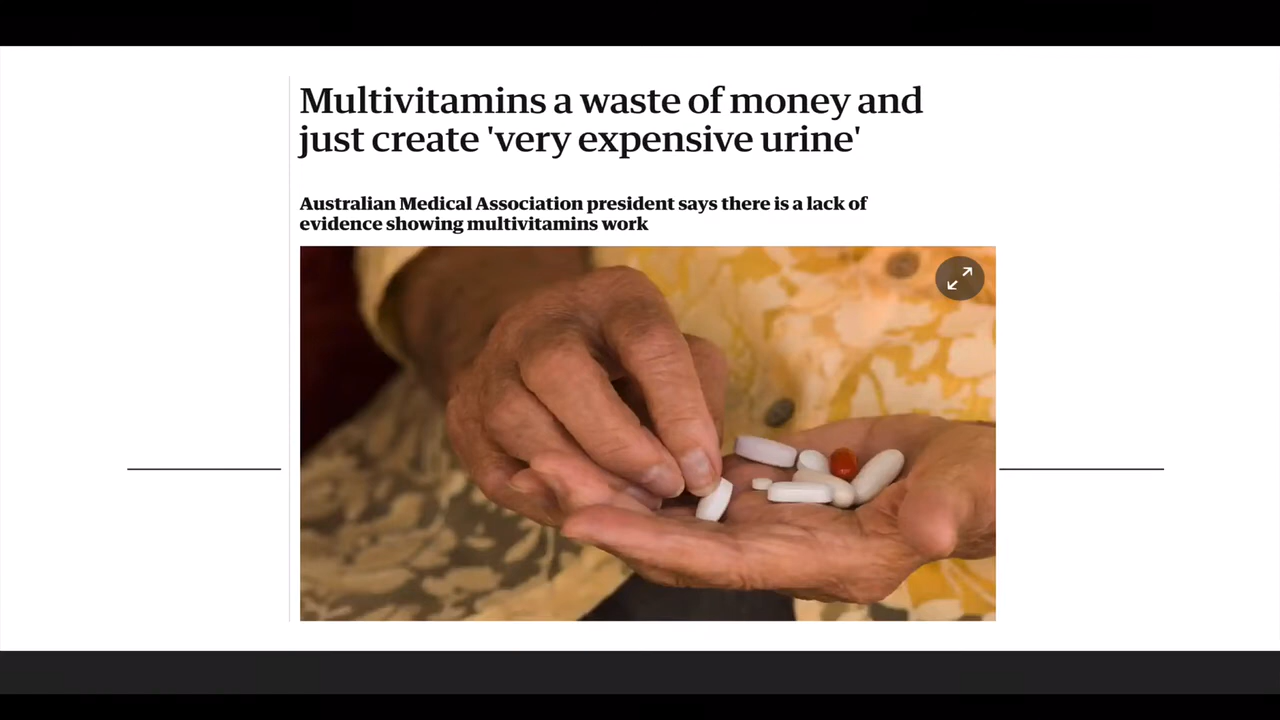 Multivitamins a waste of money and
just create 'very expensive urine'
Australian Medical Association president says there is a lack of
evidence showing multivitamins work